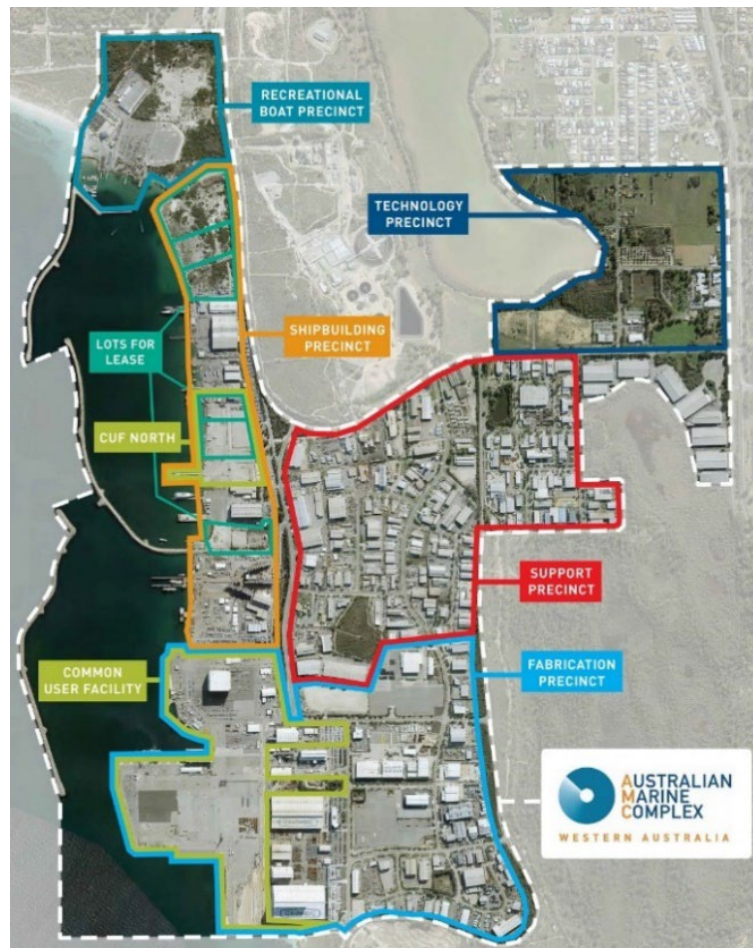 RECREATIONAL
BOAT PRECINCT
TECHNOLOGY
PRECINCT
LOTS FOR
LEASE
SHIPBUILDING
PRECINCT
CUF NORTH
SUPPORT
PRECINCT
COMMON
USER FACILITY
FABRICATION
PRECINCT
AUSTRALIAN
MARINE
COMPLEX
WESTERN AUSTRALIA